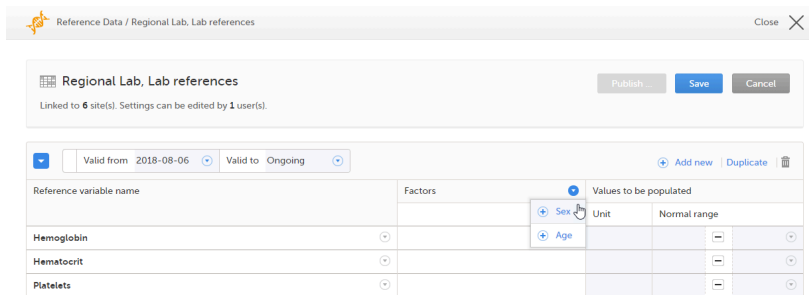 Reference Data / Regional Lab, Lab references Close
Regional Lab, Lab references Publish ... Save Cancel
Linked to 6 site(s). Settings can be edited by 1 user(s).
Valid from 2018-08-06 Valid to Ongoing Add new Duplicate
Reference variable name Factors Values to be populated
Sex Unit Normal range
Hemoglobin Age
Hematocrit
Platelets